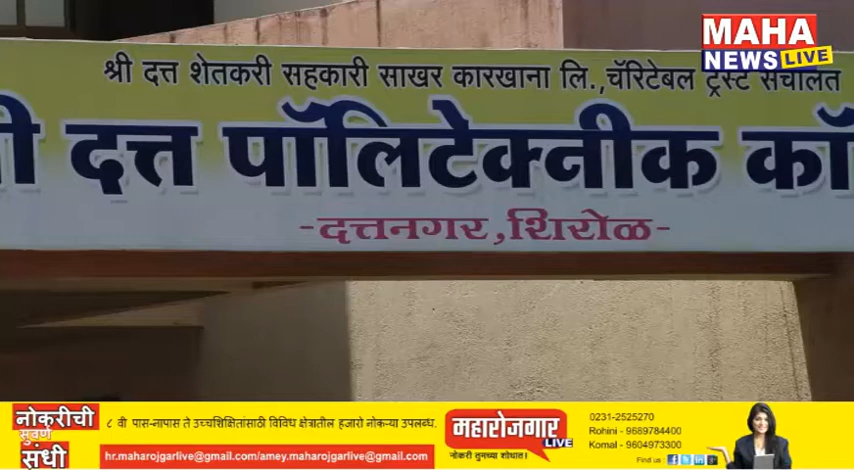 MAHA
NEWS LIVE
श्री दत्त शेतकरी सहकारी साखर कारखाना लि.,चॅरिटेबल ट्रस्ट संचलित
दत्त पॉलिटेक्नीक
-दत्तनगर,शिरोळ-
नोकरीची
सुवर्ण
संधी
८ वी पास-नापास ते उच्चशिक्षितांसाठी विविध क्षेत्रातील हजारो नोकऱ्या उपलब्ध.
hr.maharojgarlive@gmail.com/amey.maharojgarlive@gmail.com
महारोजगार
LIVE
नोकरी तुमच्या शोधात!
0231-2525270
Rohini - 9689784400
Komal - 9604973300
Find us :